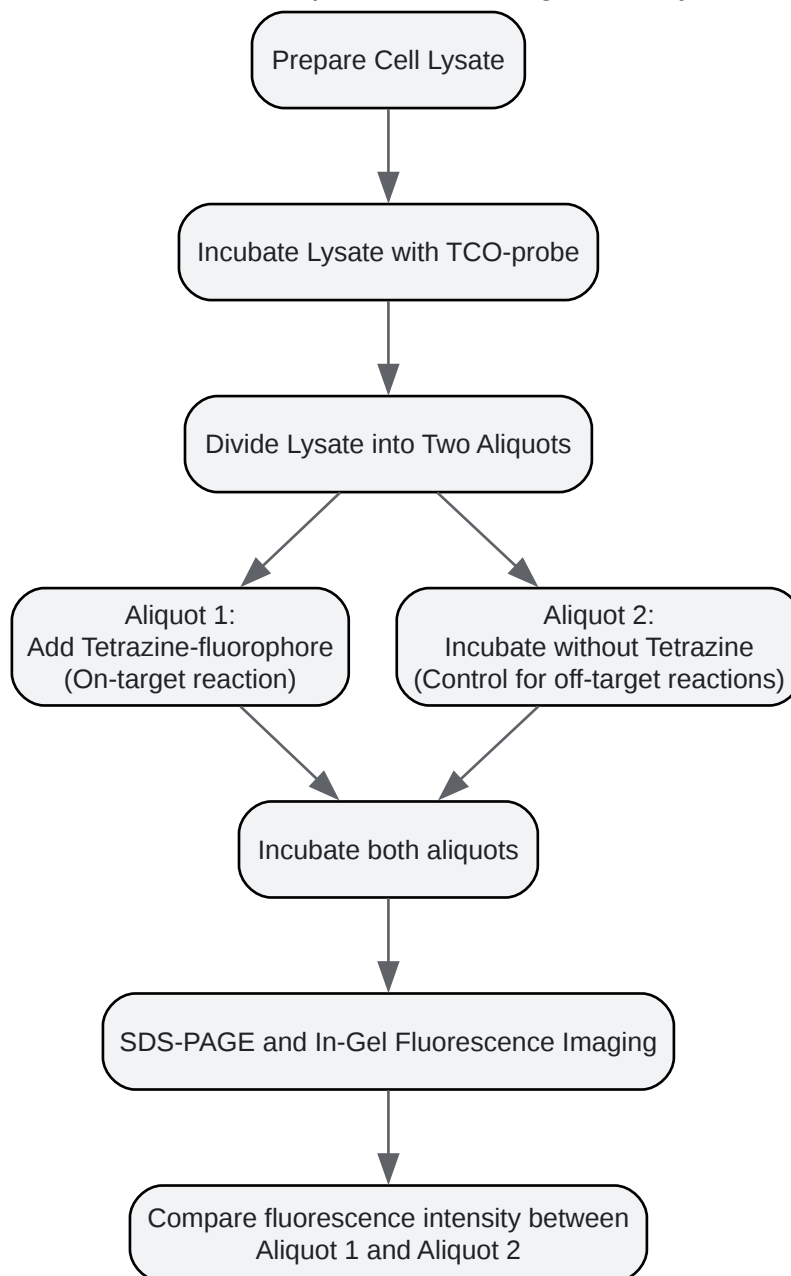 Prepare Cell Lysate
Incubate Lysate with TCO-probe
Divide Lysate into Two Aliquots
Aliquot 1:
Add Tetrazine-fluorophore
(On-target reaction)
Aliquot 2:
Incubate without Tetrazine
(Control for off-target reactions)
Incubate both aliquots
SDS-PAGE and In-Gel Fluorescence Imaging
Compare fluorescence intensity between
Aliquot 1 and Aliquot 2